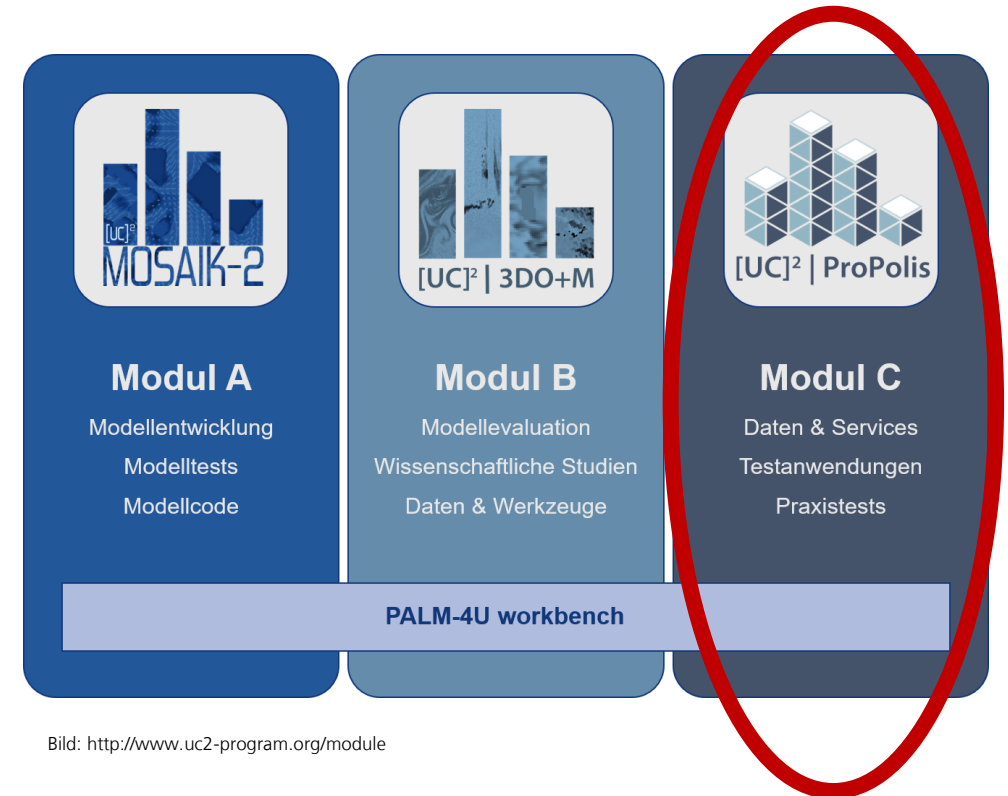 [UC]²
MOSAIK-2
Modul A
Modellentwicklung
Modelltests
Modellcode
[UC]² | 3DO+M
Modul B
Modellevaluation
Wissenschaftliche Studien
Daten & Werkzeuge
[UC]² | ProPolis
Modul C
Daten & Services
Testanwendungen
Praxistests
PALM-4U workbench
Bild: http://www.uc2-program.org/module